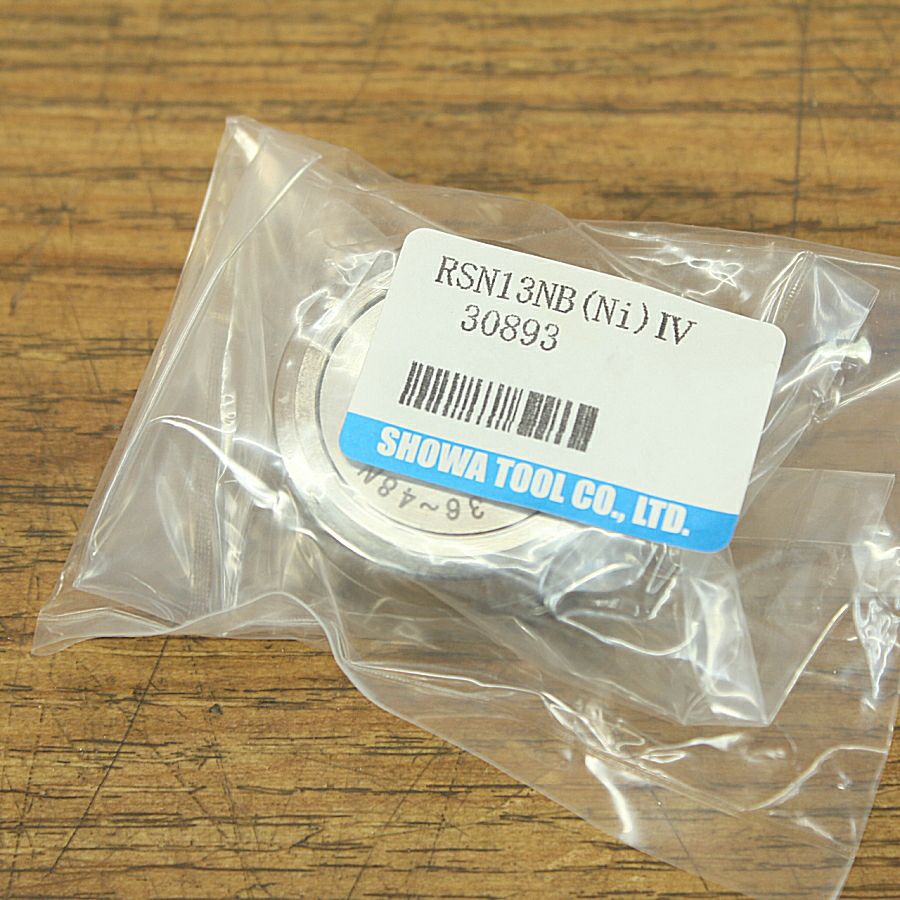 RSN13NB(Ni)Ⅳ
30893
SHOWA TOOL CO., LTD.
36~48N